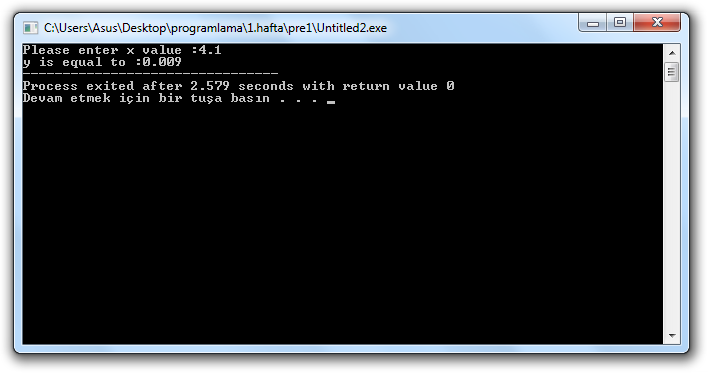 C:\Users\Asus\Desktop\programlama\1.hafta\pre1\Untitled2.exe
Please enter x value :4.1
y is equal to :0.009
--------------------------------
Process exited after 2.579 seconds with return value 0
Devam etmek için bir tuşa basın . . . _